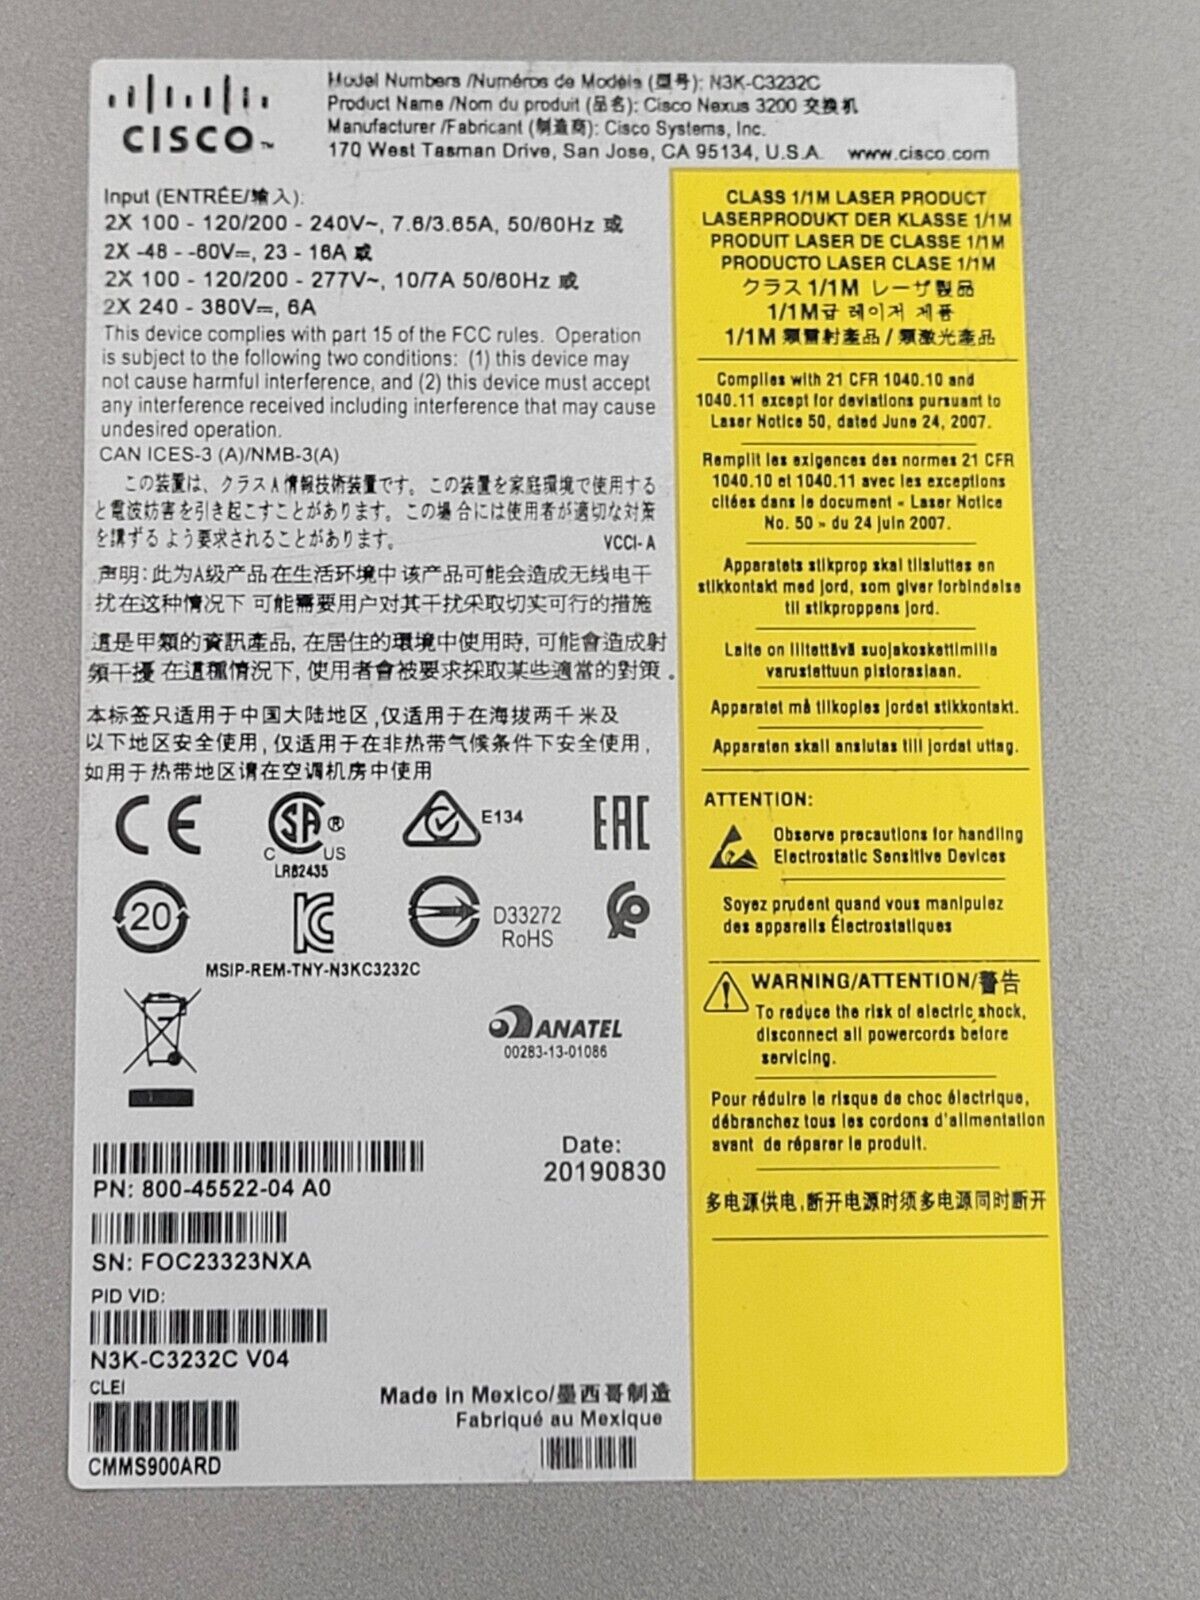 CISCO™
Model Numbers /Numéros de Modèle (型号): N3K-C3232C
Product Name /Nom du produit (品名): Cisco Nexus 3200 交换机
Manufacturer /Fabricant (制造商): Cisco Systems, Inc.
170 West Tasman Drive, San Jose, CA 95134, U.S.A. www.cisco.com
Input (ENTRÉE/输入):
2X 100 - 120/200 - 240V~, 7.6/3.65A, 50/60Hz 或
2X -48 - -60V⎓, 23 - 16A 或
2X 100 - 120/200 - 277V~, 10/7A 50/60Hz 或
2X 240 - 380V⎓, 6A
This device complies with part 15 of the FCC rules. Operation
is subject to the following two conditions: (1) this device may
not cause harmful interference, and (2) this device must accept
any interference received including interference that may cause
undesired operation.
CAN ICES-3 (A)/NMB-3(A)
この装置は、クラスA情報技術装置です。この装置を家庭環境で使用する
と電波妨害を引き起こすことがあります。この場合には使用者が適切な対策
を講ずるよう要求されることがあります。 VCCI-A
声明:此为A级产品在生活环境中该产品可能会造成无线电干
扰在这种情况下可能需要用户对其干扰采取切实可行的措施
這是甲類的資訊產品,在居住的環境中使用時,可能會造成射
頻干擾在這種情況下,使用者會被要求採取某些適當的對策。
本标签只适用于中国大陆地区,仅适用于在海拔两千米及
以下地区安全使用,仅适用于在非热带气候条件下安全使用,
如用于热带地区请在空调机房中使用
CE
SA ®
C US
LR82435
E134
EAC
20
KC
D33272
RoHS
MSIP-REM-TNY-N3KC3232C
ANATEL
00283-13-01086
Date:
20190830
PN: 800-45522-04 A0
SN: FOC23323NXA
PID VID:
N3K-C3232C V04
CLEI
CMMS900ARD
Made in Mexico/墨西哥制造
Fabriqué au Mexique
CLASS 1/1M LASER PRODUCT
LASERPRODUKT DER KLASSE 1/1M
PRODUIT LASER DE CLASSE 1/1M
PRODUCTO LASER CLASE 1/1M
クラス 1/1M レーザ製品
1/1M급 레이저 제품
1/1M 類雷射產品 / 類激光產品
Complies with 21 CFR 1040.10 and
1040.11 except for deviations pursuant to
Laser Notice 50, dated June 24, 2007.
Remplit les exigences des normes 21 CFR
1040.10 et 1040.11 avec les exceptions
citées dans le document « Laser Notice
No. 50 » du 24 juin 2007.
Apparatets stikprop skal tilsluttes en
stikkontakt med jord, som giver forbindelse
til stikproppens jord.
Laite on liitettävä suojakoskettimilla
varustettuun pistorasiaan.
Apparatet må tilkoples jordet stikkontakt.
Apparaten skall anslutas till jordat uttag.
ATTENTION:
Observe precautions for handling
Electrostatic Sensitive Devices
Soyez prudent quand vous manipulez
des appareils Électrostatiques
WARNING/ATTENTION/警告
To reduce the risk of electric shock,
disconnect all powercords before
servicing.
Pour réduire le risque de choc électrique,
débranchez tous les cordons d'alimentation
avant de réparer le produit.
多电源供电,断开电源时须多电源同时断开